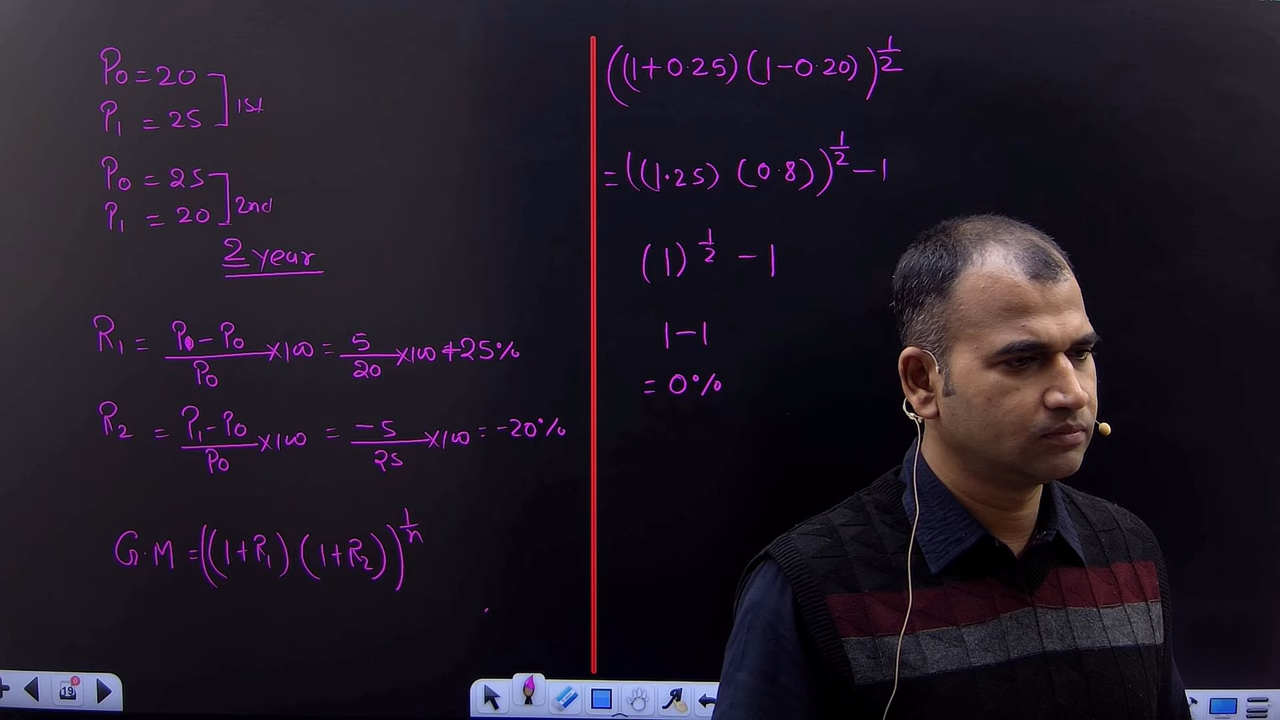 P₀ = 20
P₁ = 25 ] 1st
P₀ = 25
P₁ = 20 ] 2nd
2 year
R₁ = P₁ - P₀ / P₀ × 100 = 5/20 × 100 +25%
R₂ = P₁ - P₀ / P₀ × 100 = -5/25 × 100 = -20%
G.M = ((1+R₁) (1+R₂))^1/n
((1+0.25) (1-0.20))^1/2
= ((1.25) (0.8))^1/2 - 1
(1)^1/2 - 1
1-1
= 0%
19
0